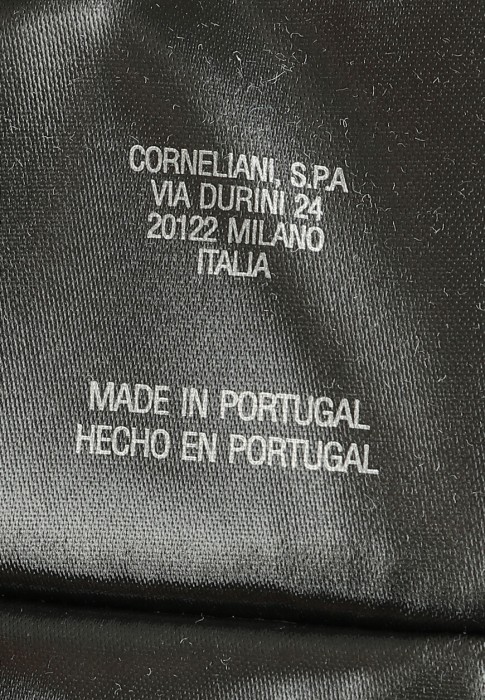 CORNELIANI, S.P.A
VIA DURINI 24
20122 MILANO
ITALIA
MADE IN PORTUGAL
HECHO EN PORTUGAL